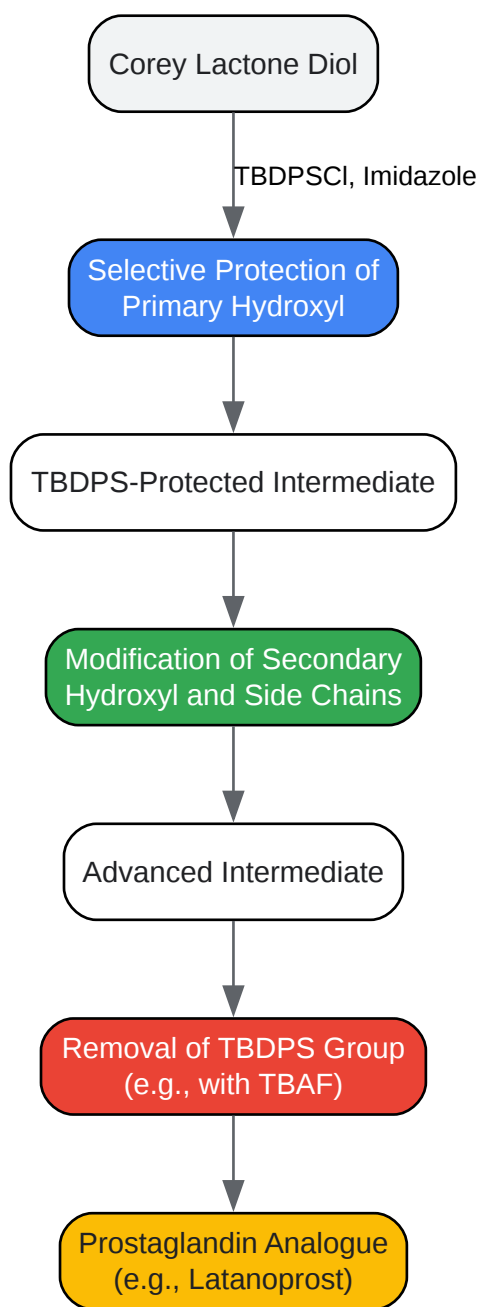 Corey Lactone Diol
TBDPSCl, Imidazole
Selective Protection of
Primary Hydroxyl
TBDPS-Protected Intermediate
Modification of Secondary
Hydroxyl and Side Chains
Advanced Intermediate
Removal of TBDPS Group
(e.g., with TBAF)
Prostaglandin Analogue
(e.g., Latanoprost)